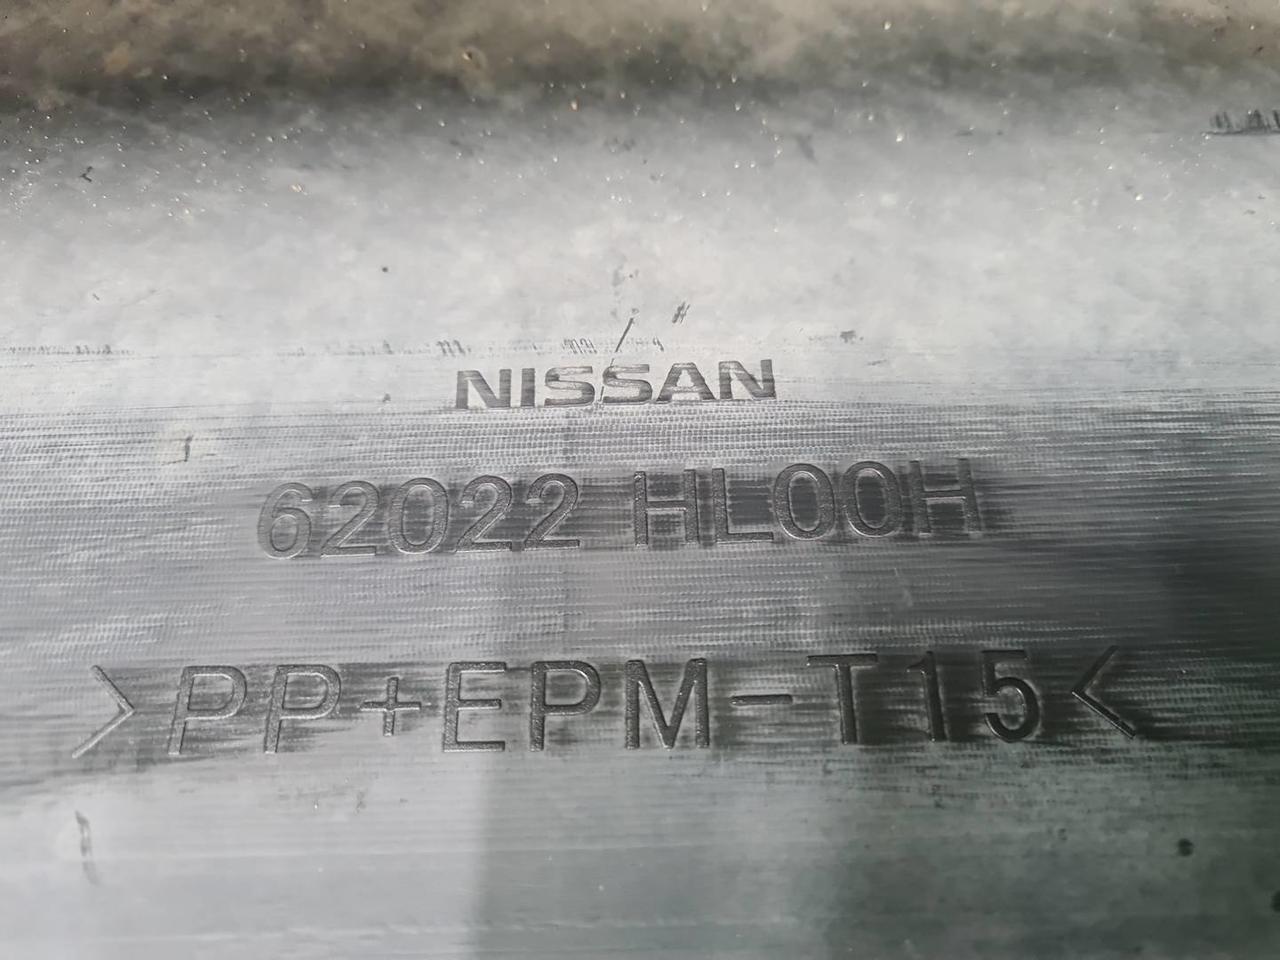 NISSAN
62022 HL00H
>PP+EPM-T15<